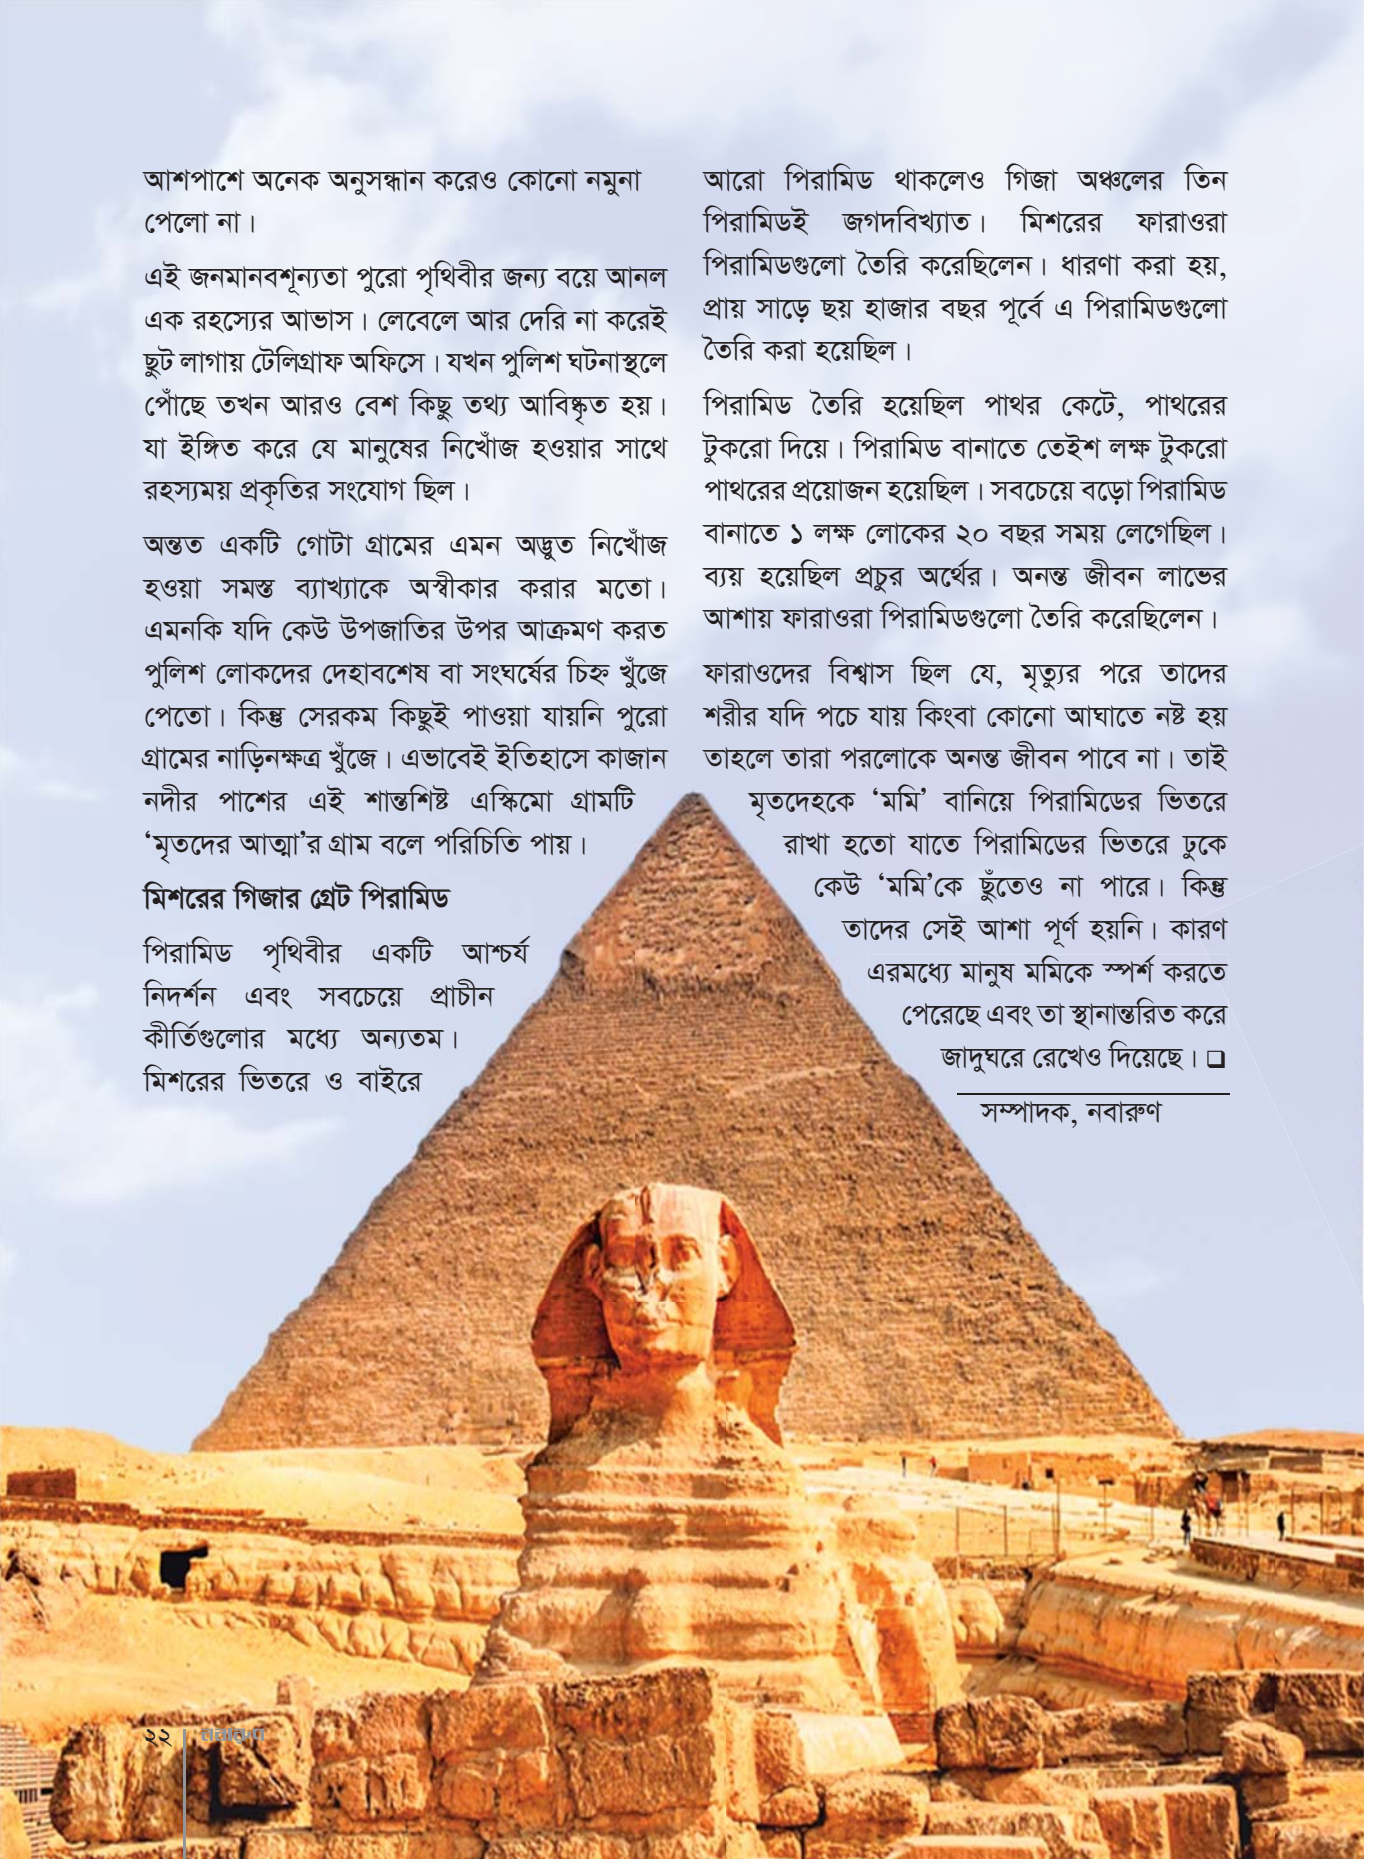 আশপাশে অনেক অনুসন্ধান করেও কোনো নমুনা
পেলো না।
এই জনমানবশূন্যতা পুরো পৃথিবীর জন্য বয়ে আনল
এক রহস্যের আভাস। লেবেলে আর দেরি না করেই
ছুট লাগায় টেলিগ্রাফ অফিসে। যখন পুলিশ ঘটনাস্থলে
পৌঁছে তখন আরও বেশ কিছু তথ্য আবিষ্কৃত হয়।
যা ইঙ্গিত করে যে মানুষের নিখোঁজ হওয়ার সাথে
রহস্যময় প্রকৃতির সংযোগ ছিল।
অন্তত একটি গোটা গ্রামের এমন অদ্ভুত নিখোঁজ
হওয়া সমস্ত ব্যাখ্যাকে অস্বীকার করার মতো।
এমনকি যদি কেউ উপজাতির উপর আক্রমণ করত
পুলিশ লোকদের দেহাবশেষ বা সংঘর্ষের চিহ্ন খুঁজে
পেতো। কিন্তু সেরকম কিছুই পাওয়া যায়নি পুরো
গ্রামের নাড়িনক্ষত্র খুঁজে। এভাবেই ইতিহাসে কাজান
নদীর পাশের এই শান্তশিষ্ট এস্কিমো গ্রামটি
‘মৃতদের আত্মা’র গ্রাম বলে পরিচিতি পায়।
মিশরের গিজার গ্রেট পিরামিড
পিরামিড পৃথিবীর একটি আশ্চর্য
নিদর্শন এবং সবচেয়ে প্রাচীন
কীর্তিগুলোর মধ্যে অন্যতম।
মিশরের ভিতরে ও বাইরে
আরো পিরামিড থাকলেও গিজা অঞ্চলের তিন
পিরামিডই জগদবিখ্যাত। মিশরের ফারাওরা
পিরামিডগুলো তৈরি করেছিলেন। ধারণা করা হয়,
প্রায় সাড়ে ছয় হাজার বছর পূর্বে এ পিরামিডগুলো
তৈরি করা হয়েছিল।
পিরামিড তৈরি হয়েছিল পাথর কেটে, পাথরের
টুকরো দিয়ে। পিরামিড বানাতে তেইশ লক্ষ টুকরো
পাথরের প্রয়োজন হয়েছিল। সবচেয়ে বড়ো পিরামিড
বানাতে ১ লক্ষ লোকের ২০ বছর সময় লেগেছিল।
ব্যয় হয়েছিল প্রচুর অর্থের। অনন্ত জীবন লাভের
আশায় ফারাওরা পিরামিডগুলো তৈরি করেছিলেন।
ফারাওদের বিশ্বাস ছিল যে, মৃত্যুর পরে তাদের
শরীর যদি পচে যায় কিংবা কোনো আঘাতে নষ্ট হয়
তাহলে তারা পরলোকে অনন্ত জীবন পাবে না। তাই
মৃতদেহকে ‘মমি’ বানিয়ে পিরামিডের ভিতরে
রাখা হতো যাতে পিরামিডের ভিতরে ঢুকে
কেউ ‘মমি’কে ছুঁতেও না পারে। কিন্তু
তাদের সেই আশা পূর্ণ হয়নি। কারণ
এরমধ্যে মানুষ মমিকে স্পর্শ করতে
পেরেছে এবং তা স্থানান্তরিত করে
জাদুঘরে রেখেও দিয়েছে। ❑
সম্পাদক, নবারুণ
২২
নবারুণ